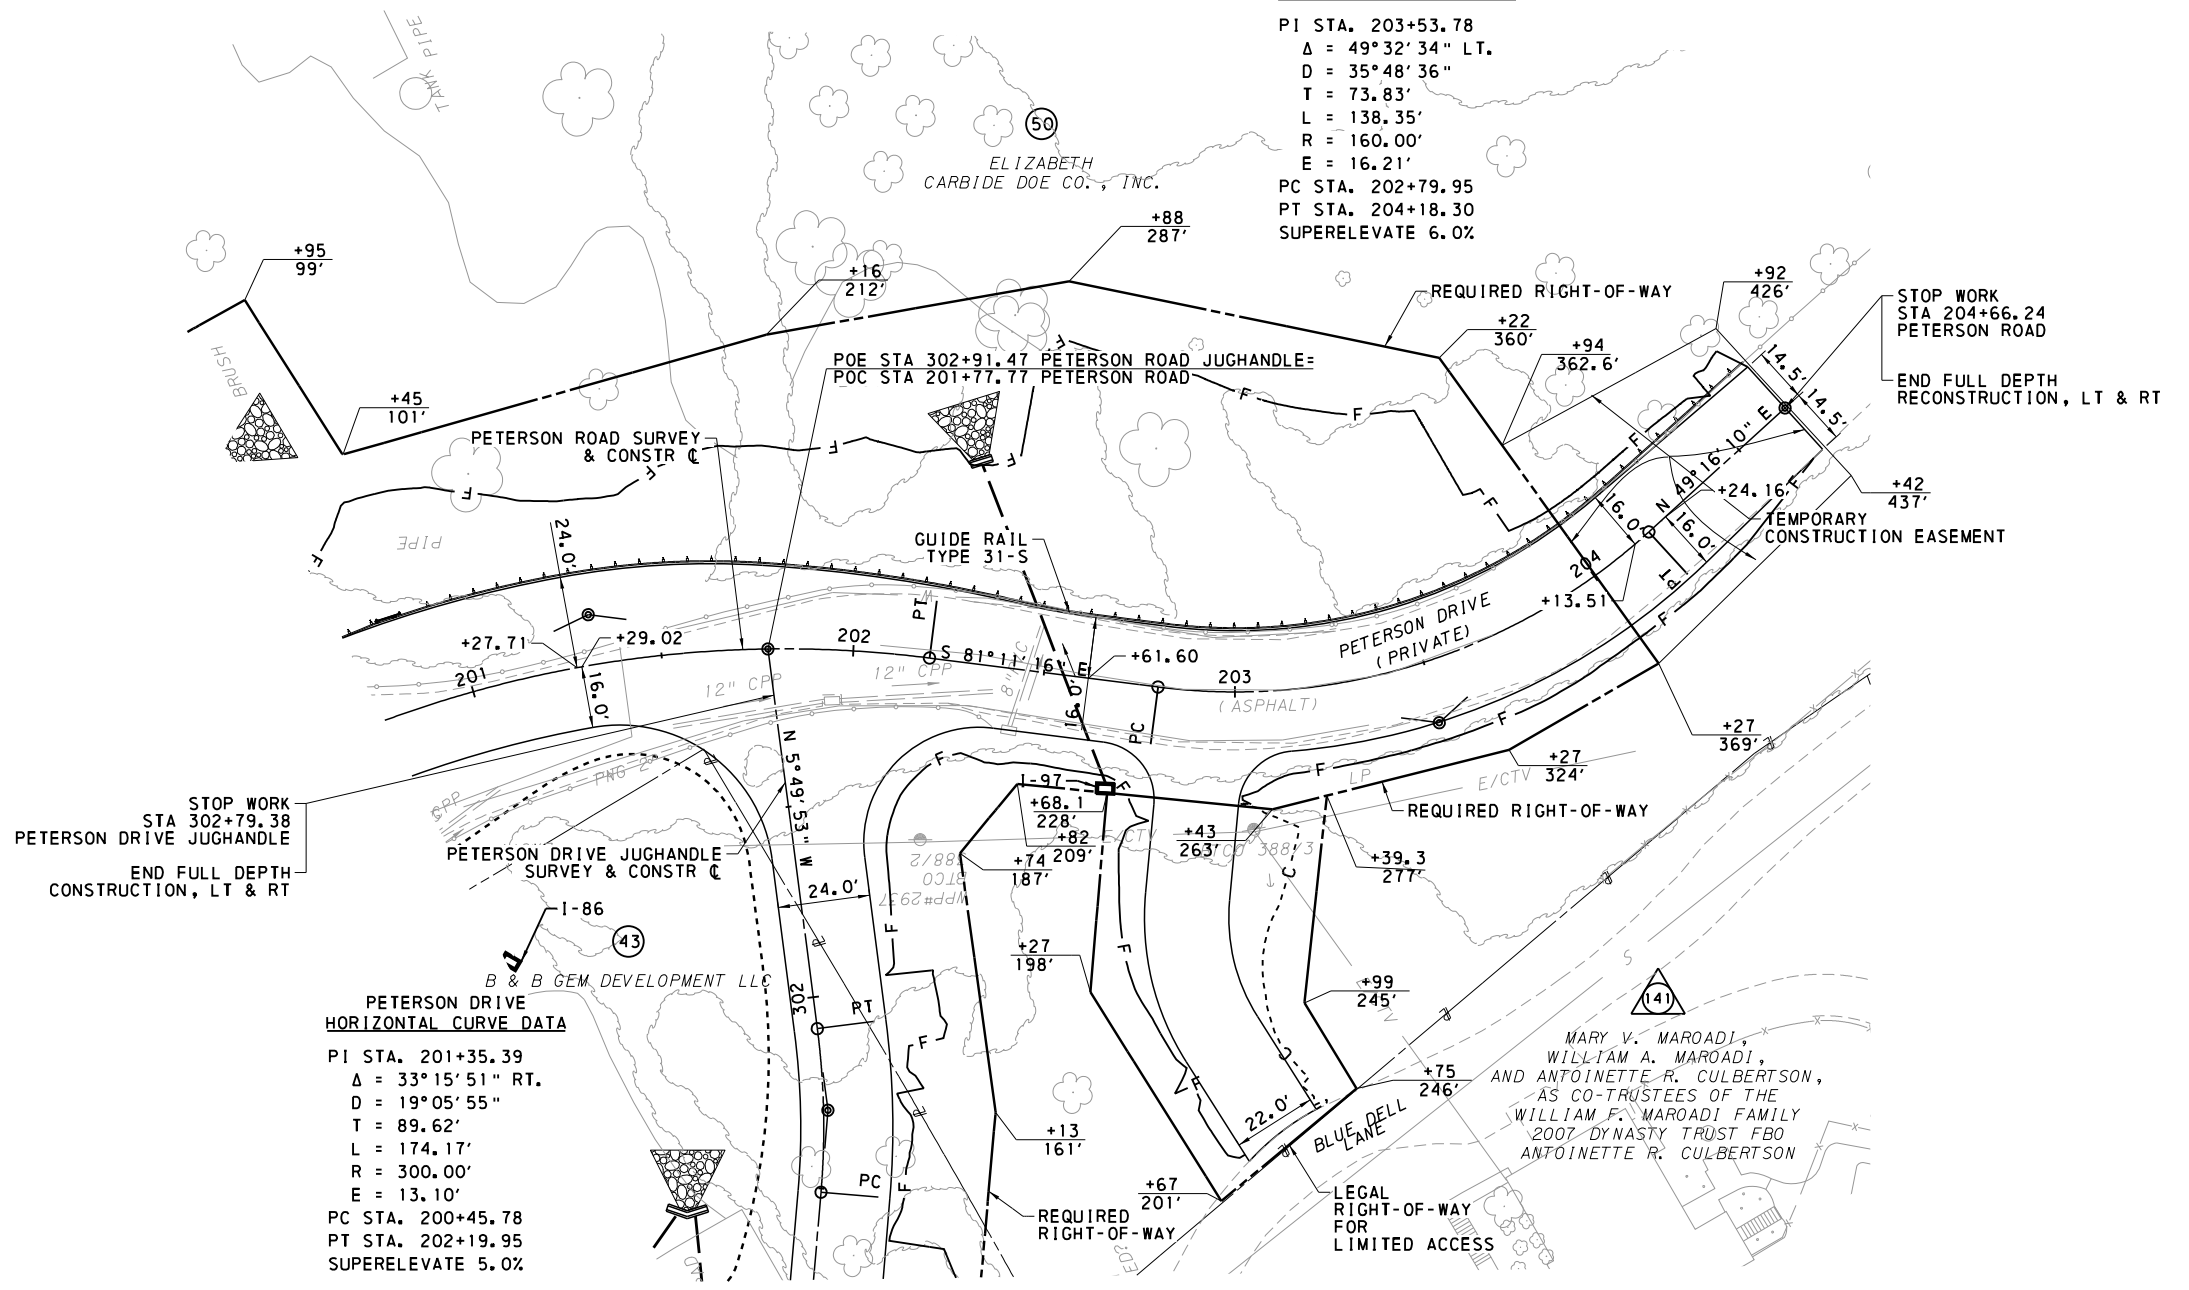 TANK PIPE
PI STA. 203+53.78
Δ = 49°32'34" LT.
D = 35°48'36"
T = 73.83'
L = 138.35'
R = 160.00'
E = 16.21'
PC STA. 202+79.95
PT STA. 204+18.30
SUPERELEVATE 6.0%
50
ELIZABETH
CARBIDE DOE CO., INC.
+88
287'
+95
99'
+16
212'
REQUIRED RIGHT-OF-WAY
+92
426'
STOP WORK
STA 204+66.24
PETERSON ROAD
END FULL DEPTH
RECONSTRUCTION, LT & RT
+22
360'
+94
362.6'
14.5'
14.5'
BRUSH
POE STA 302+91.47 PETERSON ROAD JUGHANDLE=
POC STA 201+77.77 PETERSON ROAD
+45
101'
PETERSON ROAD SURVEY
& CONSTR ℄
F
F
F
F
F
F
F
F
F
F
F
N 49°16'10" E
+24.16
+42
437'
TEMPORARY
CONSTRUCTION EASEMENT
16.0'
16.0'
PIPE
24.0'
GUIDE RAIL
TYPE 31-S
204
PT
+13.51
PETERSON DRIVE
(PRIVATE)
PT
+27.71
+29.02
202
S 81°11'16" E
+61.60
201
12" CPP
12" CPP
203
(ASPHALT)
16.0'
16.0'
PC
F
F
F
F
+27
369'
+27
324'
LP
E/CTV
PNG 2"
CPP
N 5°49'53" W
I-97
+68.1
228'
+82
209'
E/CTV
+43
263'
388/3
REQUIRED RIGHT-OF-WAY
STOP WORK
STA 302+79.38
PETERSON DRIVE JUGHANDLE
END FULL DEPTH
CONSTRUCTION, LT & RT
PETERSON DRIVE JUGHANDLE
SURVEY & CONSTR ℄
+74
187'
388/2
BTCO
WPP#2937
+39.3
277'
C
24.0'
I-86
43
B & B GEM DEVELOPMENT LLC
F
F
+27
198'
+99
245'
S
141
PETERSON DRIVE
HORIZONTAL CURVE DATA
302
PT
F
MARY V. MAROADI,
WILLIAM A. MAROADI,
AND ANTOINETTE R. CULBERTSON,
AS CO-TRUSTEES OF THE
WILLIAM F. MAROADI FAMILY
2007 DYNASTY TRUST FBO
ANTOINETTE R. CULBERTSON
PI STA. 201+35.39
Δ = 33°15'51" RT.
D = 19°05'55"
T = 89.62'
L = 174.17'
R = 300.00'
E = 13.10'
PC STA. 200+45.78
PT STA. 202+19.95
SUPERELEVATE 5.0%
+75
246'
F
C
22.0'
BLUE DELL
LANE
+13
161'
PC
F
+67
201'
REQUIRED
RIGHT-OF-WAY
LEGAL
RIGHT-OF-WAY
FOR
LIMITED ACCESS